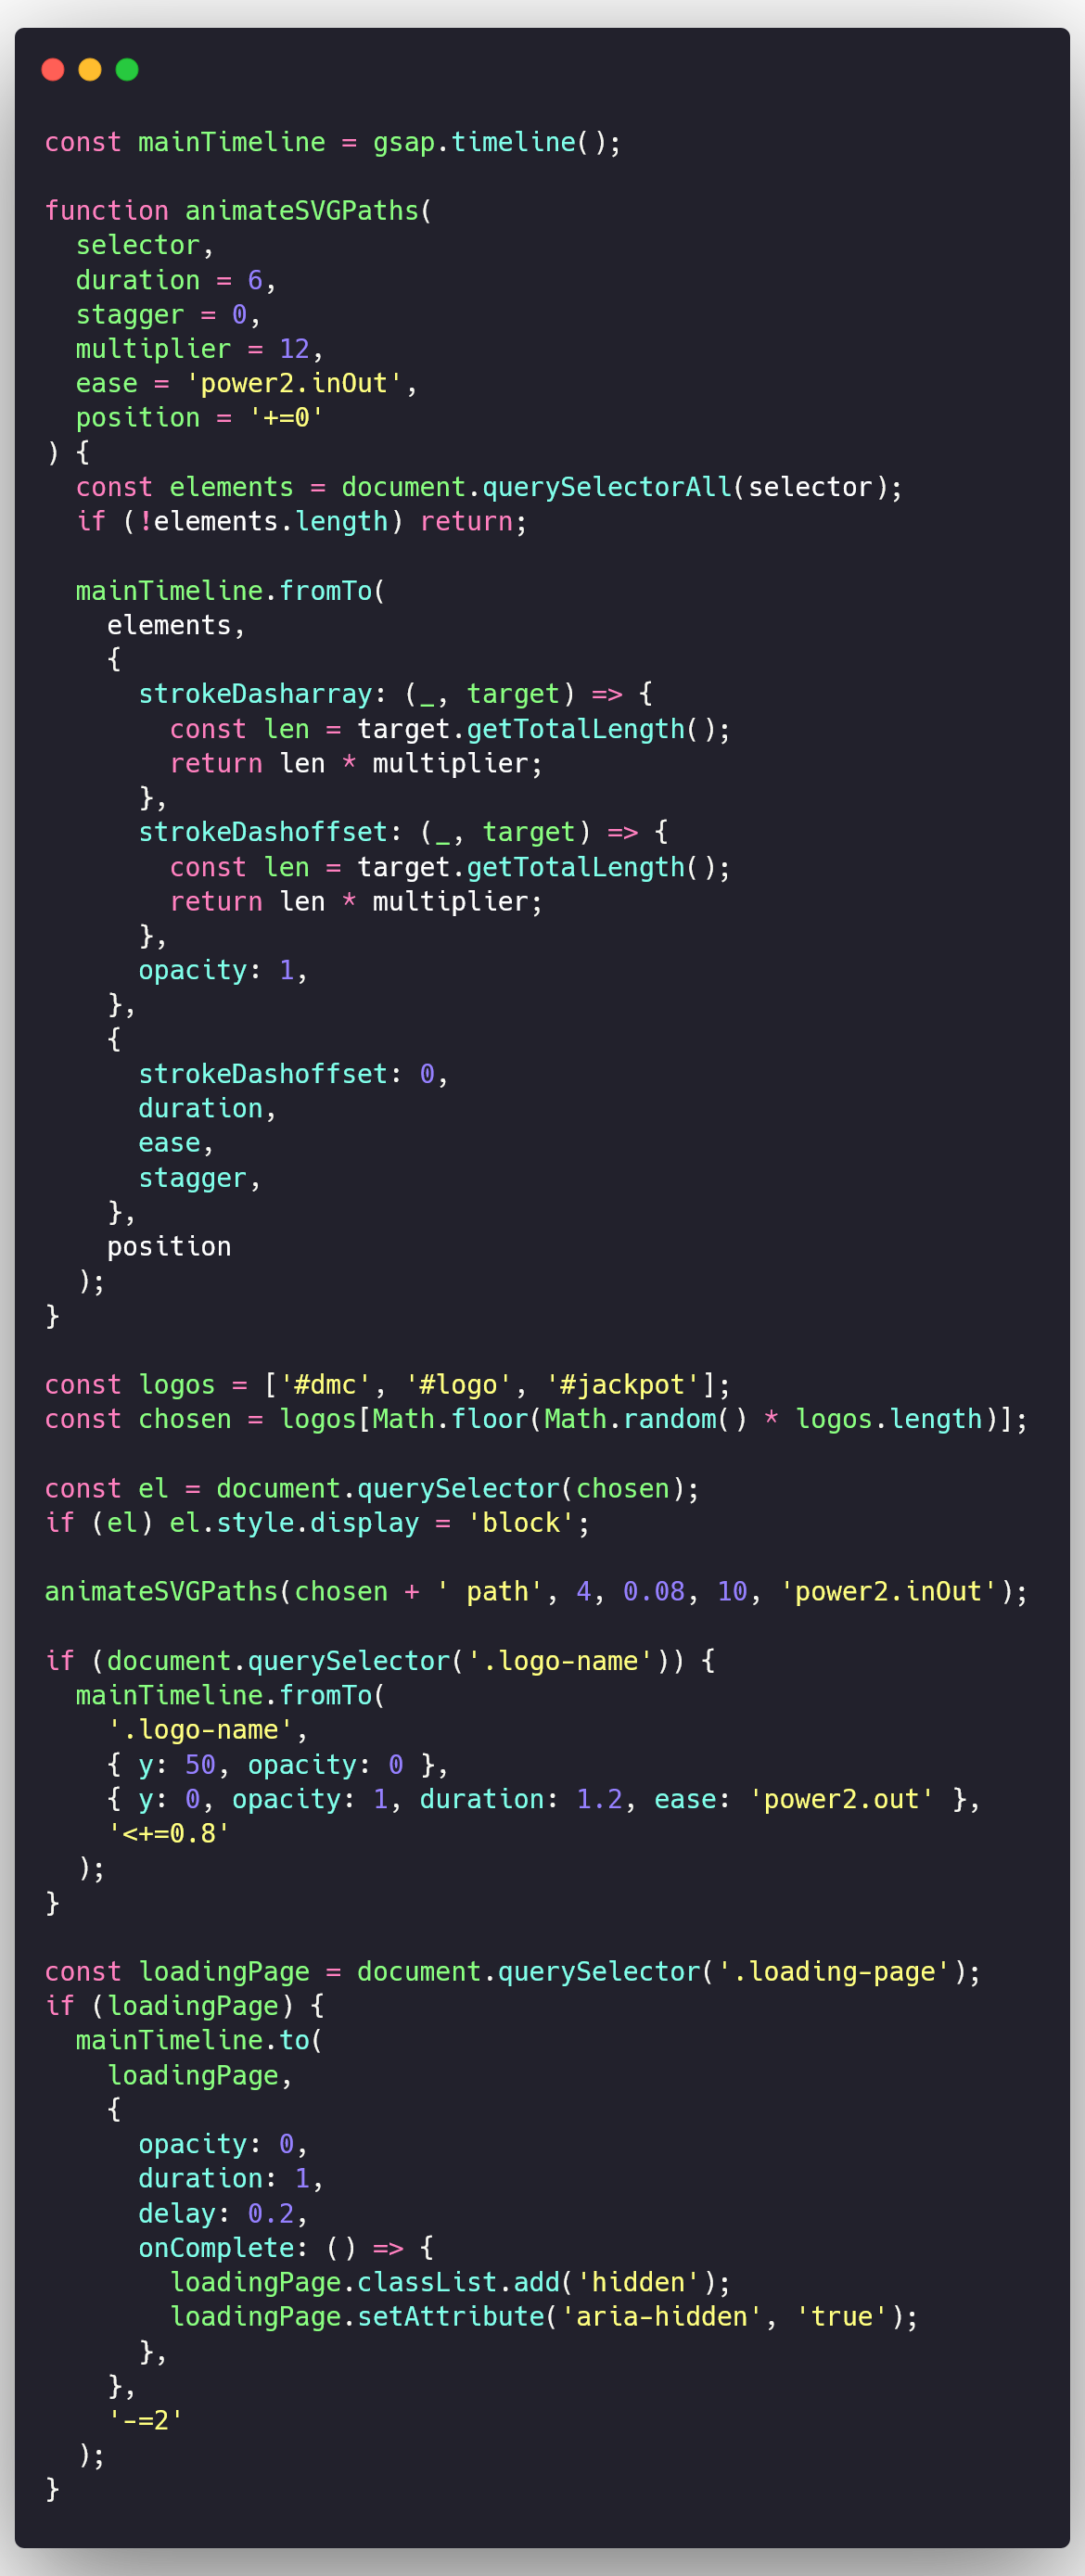 const mainTimeline = gsap.timeline();

function animateSVGPaths(
  selector,
  duration = 6,
  stagger = 0,
  multiplier = 12,
  ease = 'power2.inOut',
  position = '+=0'
) {
  const elements = document.querySelectorAll(selector);
  if (!elements.length) return;

  mainTimeline.fromTo(
    elements,
    {
      strokeDasharray: (_, target) => {
        const len = target.getTotalLength();
        return len * multiplier;
      },
      strokeDashoffset: (_, target) => {
        const len = target.getTotalLength();
        return len * multiplier;
      },
      opacity: 1,
    },
    {
      strokeDashoffset: 0,
      duration,
      ease,
      stagger,
    },
    position
  );
}

const logos = ['#dmc', '#logo', '#jackpot'];
const chosen = logos[Math.floor(Math.random() * logos.length)];

const el = document.querySelector(chosen);
if (el) el.style.display = 'block';

animateSVGPaths(chosen + ' path', 4, 0.08, 10, 'power2.inOut');

if (document.querySelector('.logo-name')) {
  mainTimeline.fromTo(
    '.logo-name',
    { y: 50, opacity: 0 },
    { y: 0, opacity: 1, duration: 1.2, ease: 'power2.out' },
    '<+=0.8'
  );
}

const loadingPage = document.querySelector('.loading-page');
if (loadingPage) {
  mainTimeline.to(
    loadingPage,
    {
      opacity: 0,
      duration: 1,
      delay: 0.2,
      onComplete: () => {
        loadingPage.classList.add('hidden');
        loadingPage.setAttribute('aria-hidden', 'true');
      },
    },
    '-=2'
  );
}